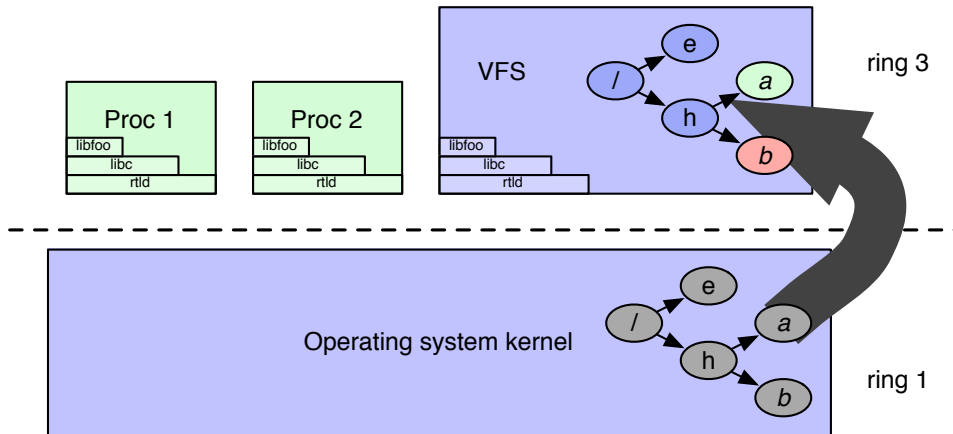 e
VFS
ring 3
/
a
h
Proc 1
Proc 2
libfoo
libfoo
libfoo
b
libc
libc
libc
rtld
rtld
rtld
e
/
a
Operating system kernel
h
ring 1
b